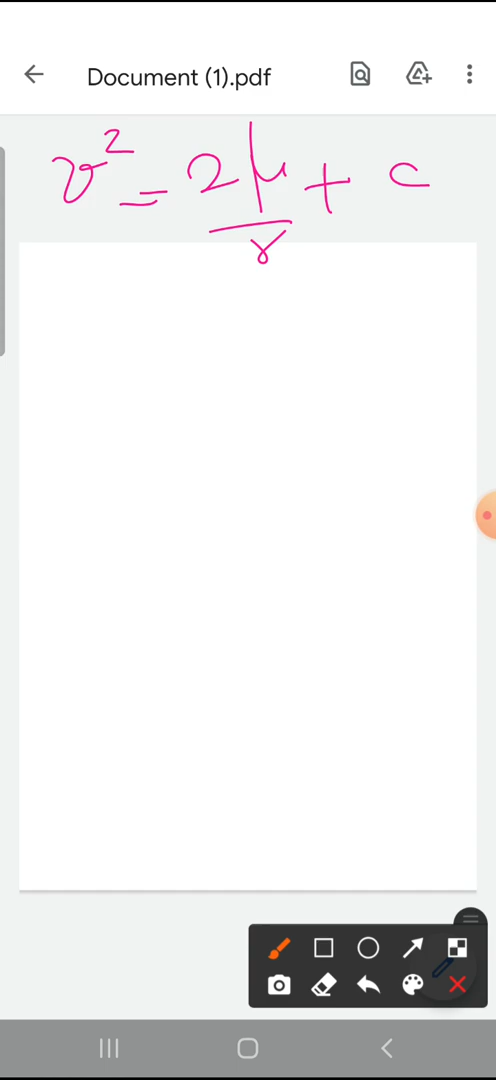 Document (1).pdf
v² = 2μ/r + c